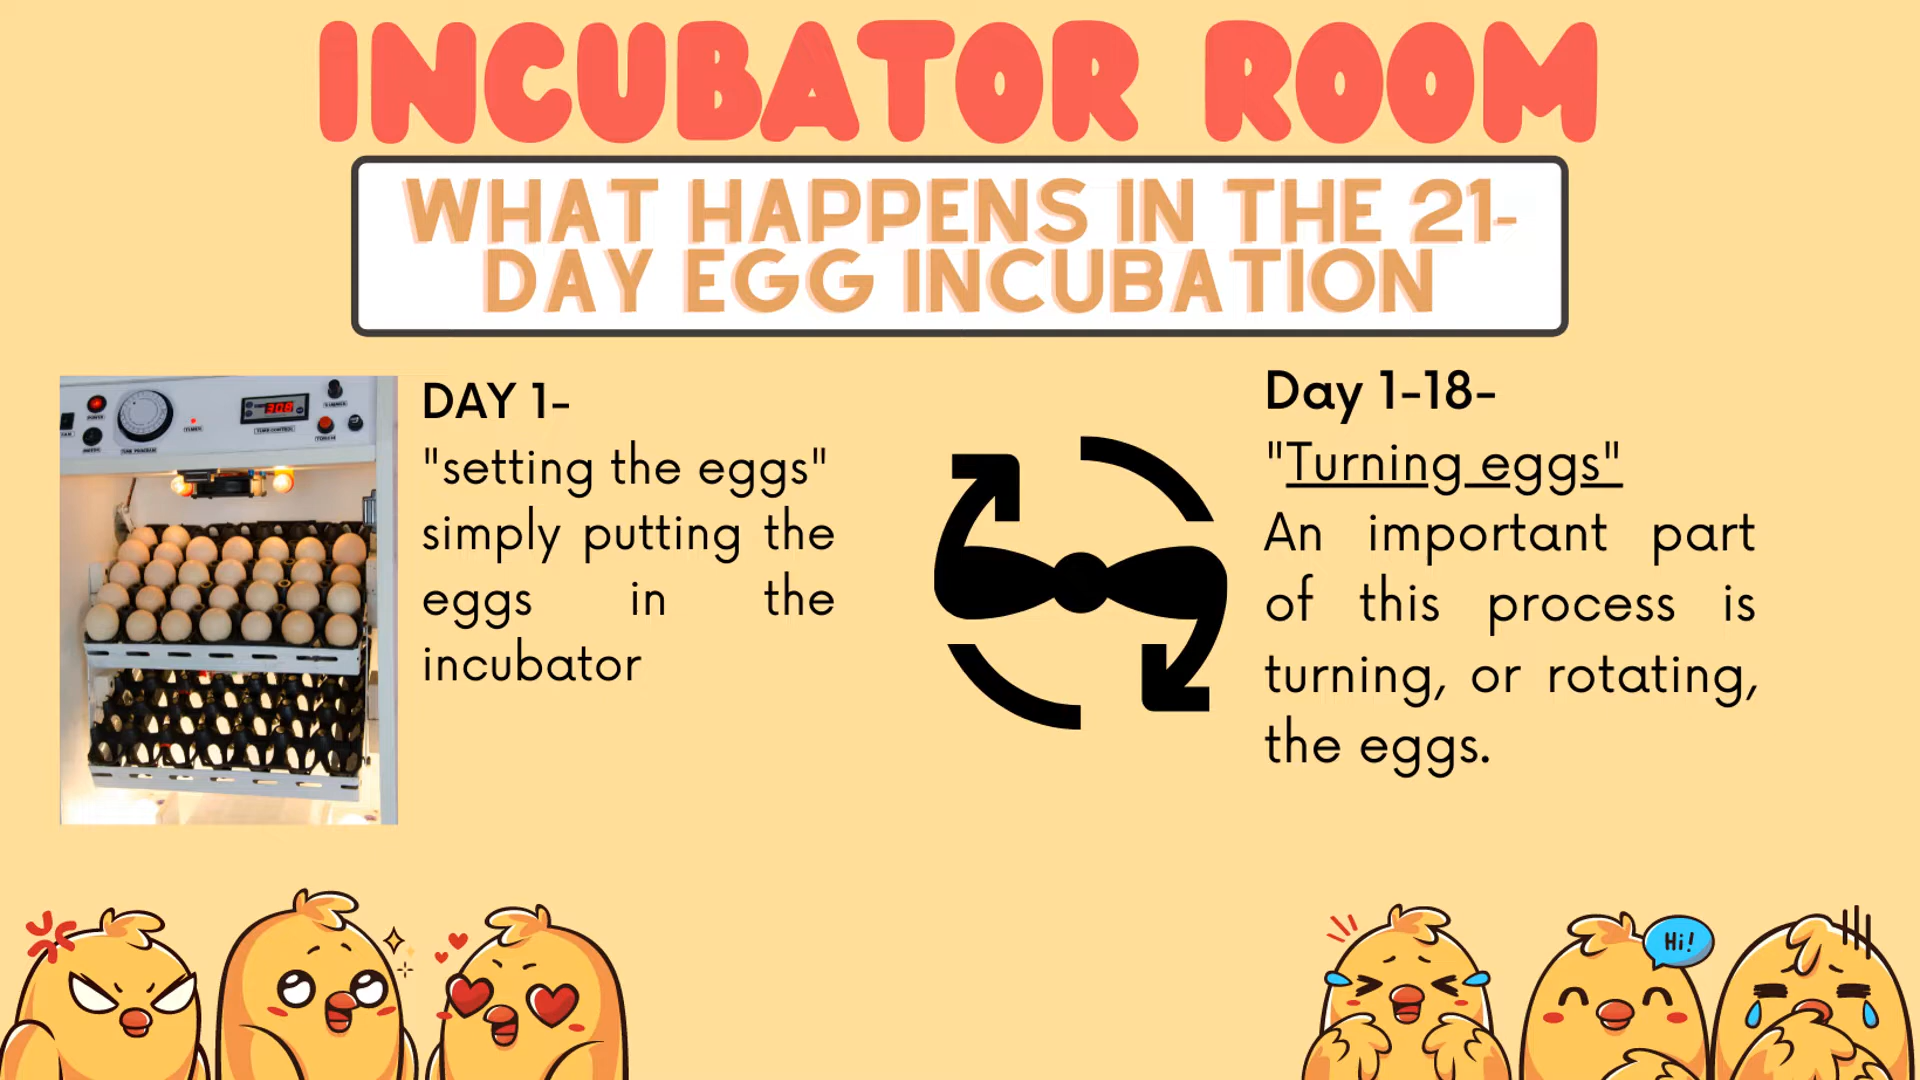 INCUBATOR ROOM
WHAT HAPPENS IN THE 21-
DAY EGG INCUBATION
DAY 1-
"setting the eggs"
simply putting the
eggs in the
incubator
Day 1-18-
"Turning eggs"
An important part
of this process is
turning, or rotating,
the eggs.
Hi!